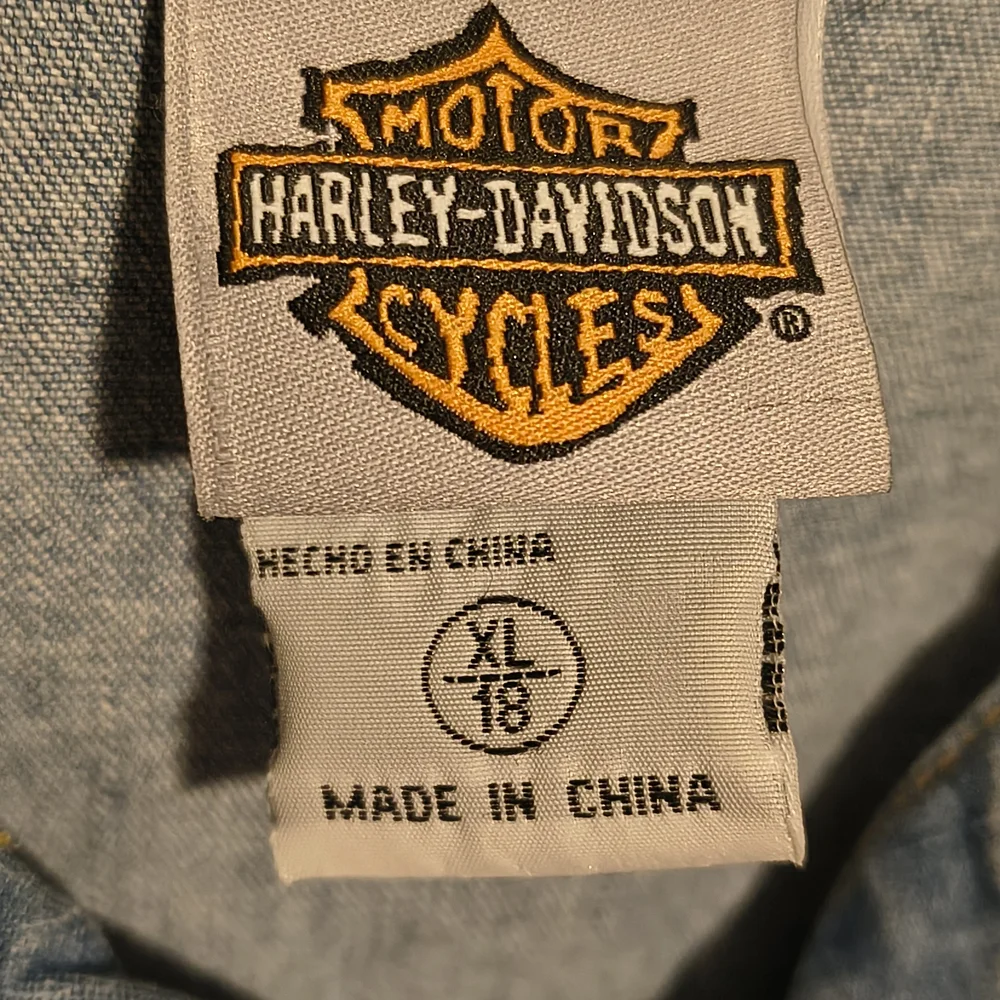 MOTOR
HARLEY-DAVIDSON
CYCLES
®
HECHO EN CHINA
XL
18
MADE IN CHINA